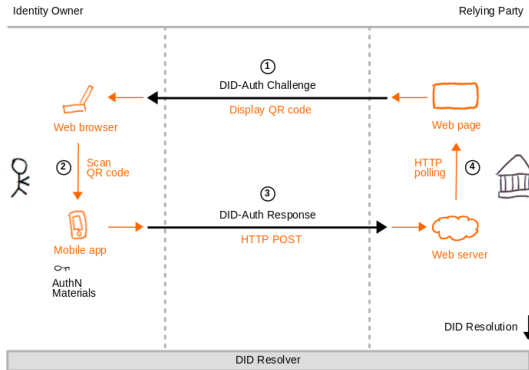 Identity Owner
Relying Party
1
DID-Auth Challenge
Display QR code
Web browser
Web page
2
Scan
QR code
HTTP
polling
4
3
DID-Auth Response
HTTP POST
Mobile app
Web server
AuthN
Materials
DID Resolution
DID Resolver